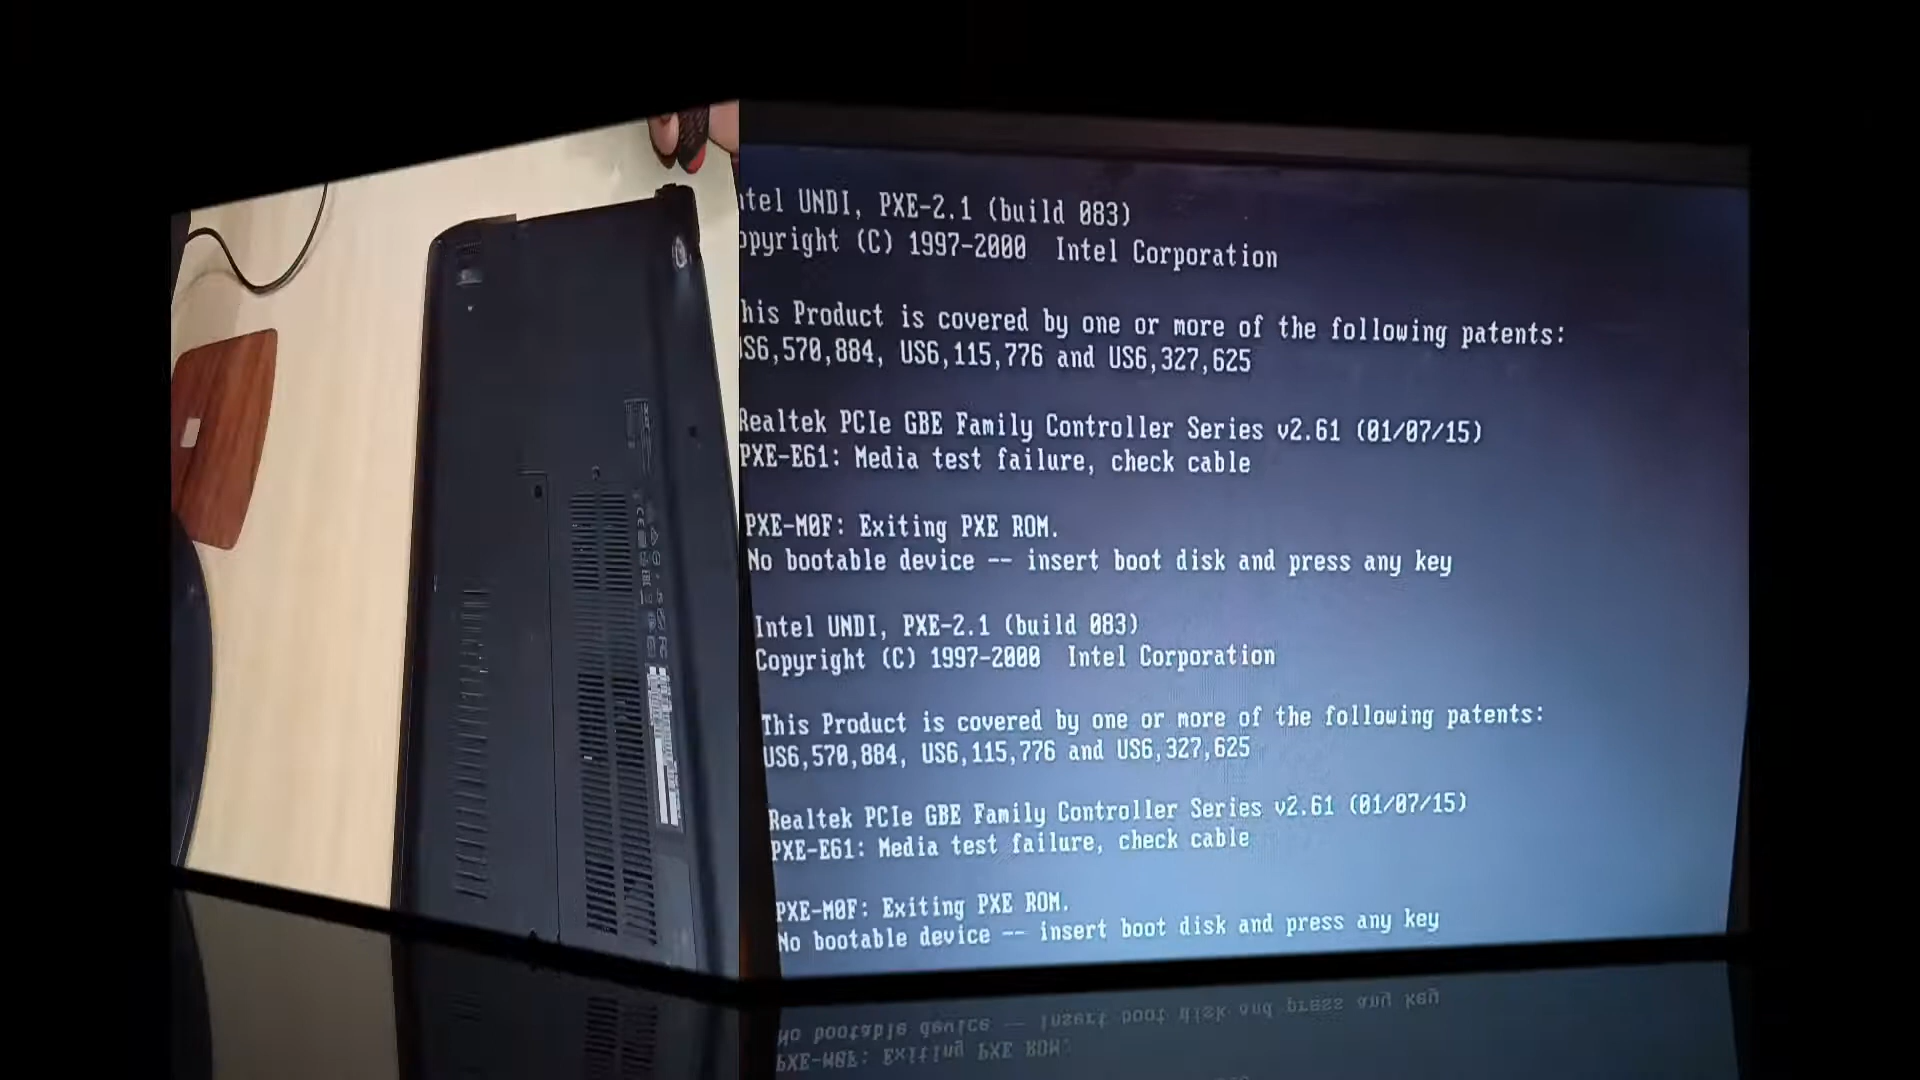 ntel UNDI, PXE-2.1 (build 083)
opyright (C) 1997-2000 Intel Corporation
his Product is covered by one or more of the following patents:
US6,570,884, US6,115,776 and US6,327,625
Realtek PCIe GBE Family Controller Series v2.61 (01/07/15)
PXE-E61: Media test failure, check cable
PXE-M0F: Exiting PXE ROM.
No bootable device -- insert boot disk and press any key
Intel UNDI, PXE-2.1 (build 083)
Copyright (C) 1997-2000 Intel Corporation
This Product is covered by one or more of the following patents:
US6,570,884, US6,115,776 and US6,327,625
Realtek PCIe GBE Family Controller Series v2.61 (01/07/15)
PXE-E61: Media test failure, check cable
PXE-M0F: Exiting PXE ROM.
No bootable device -- insert boot disk and press any key